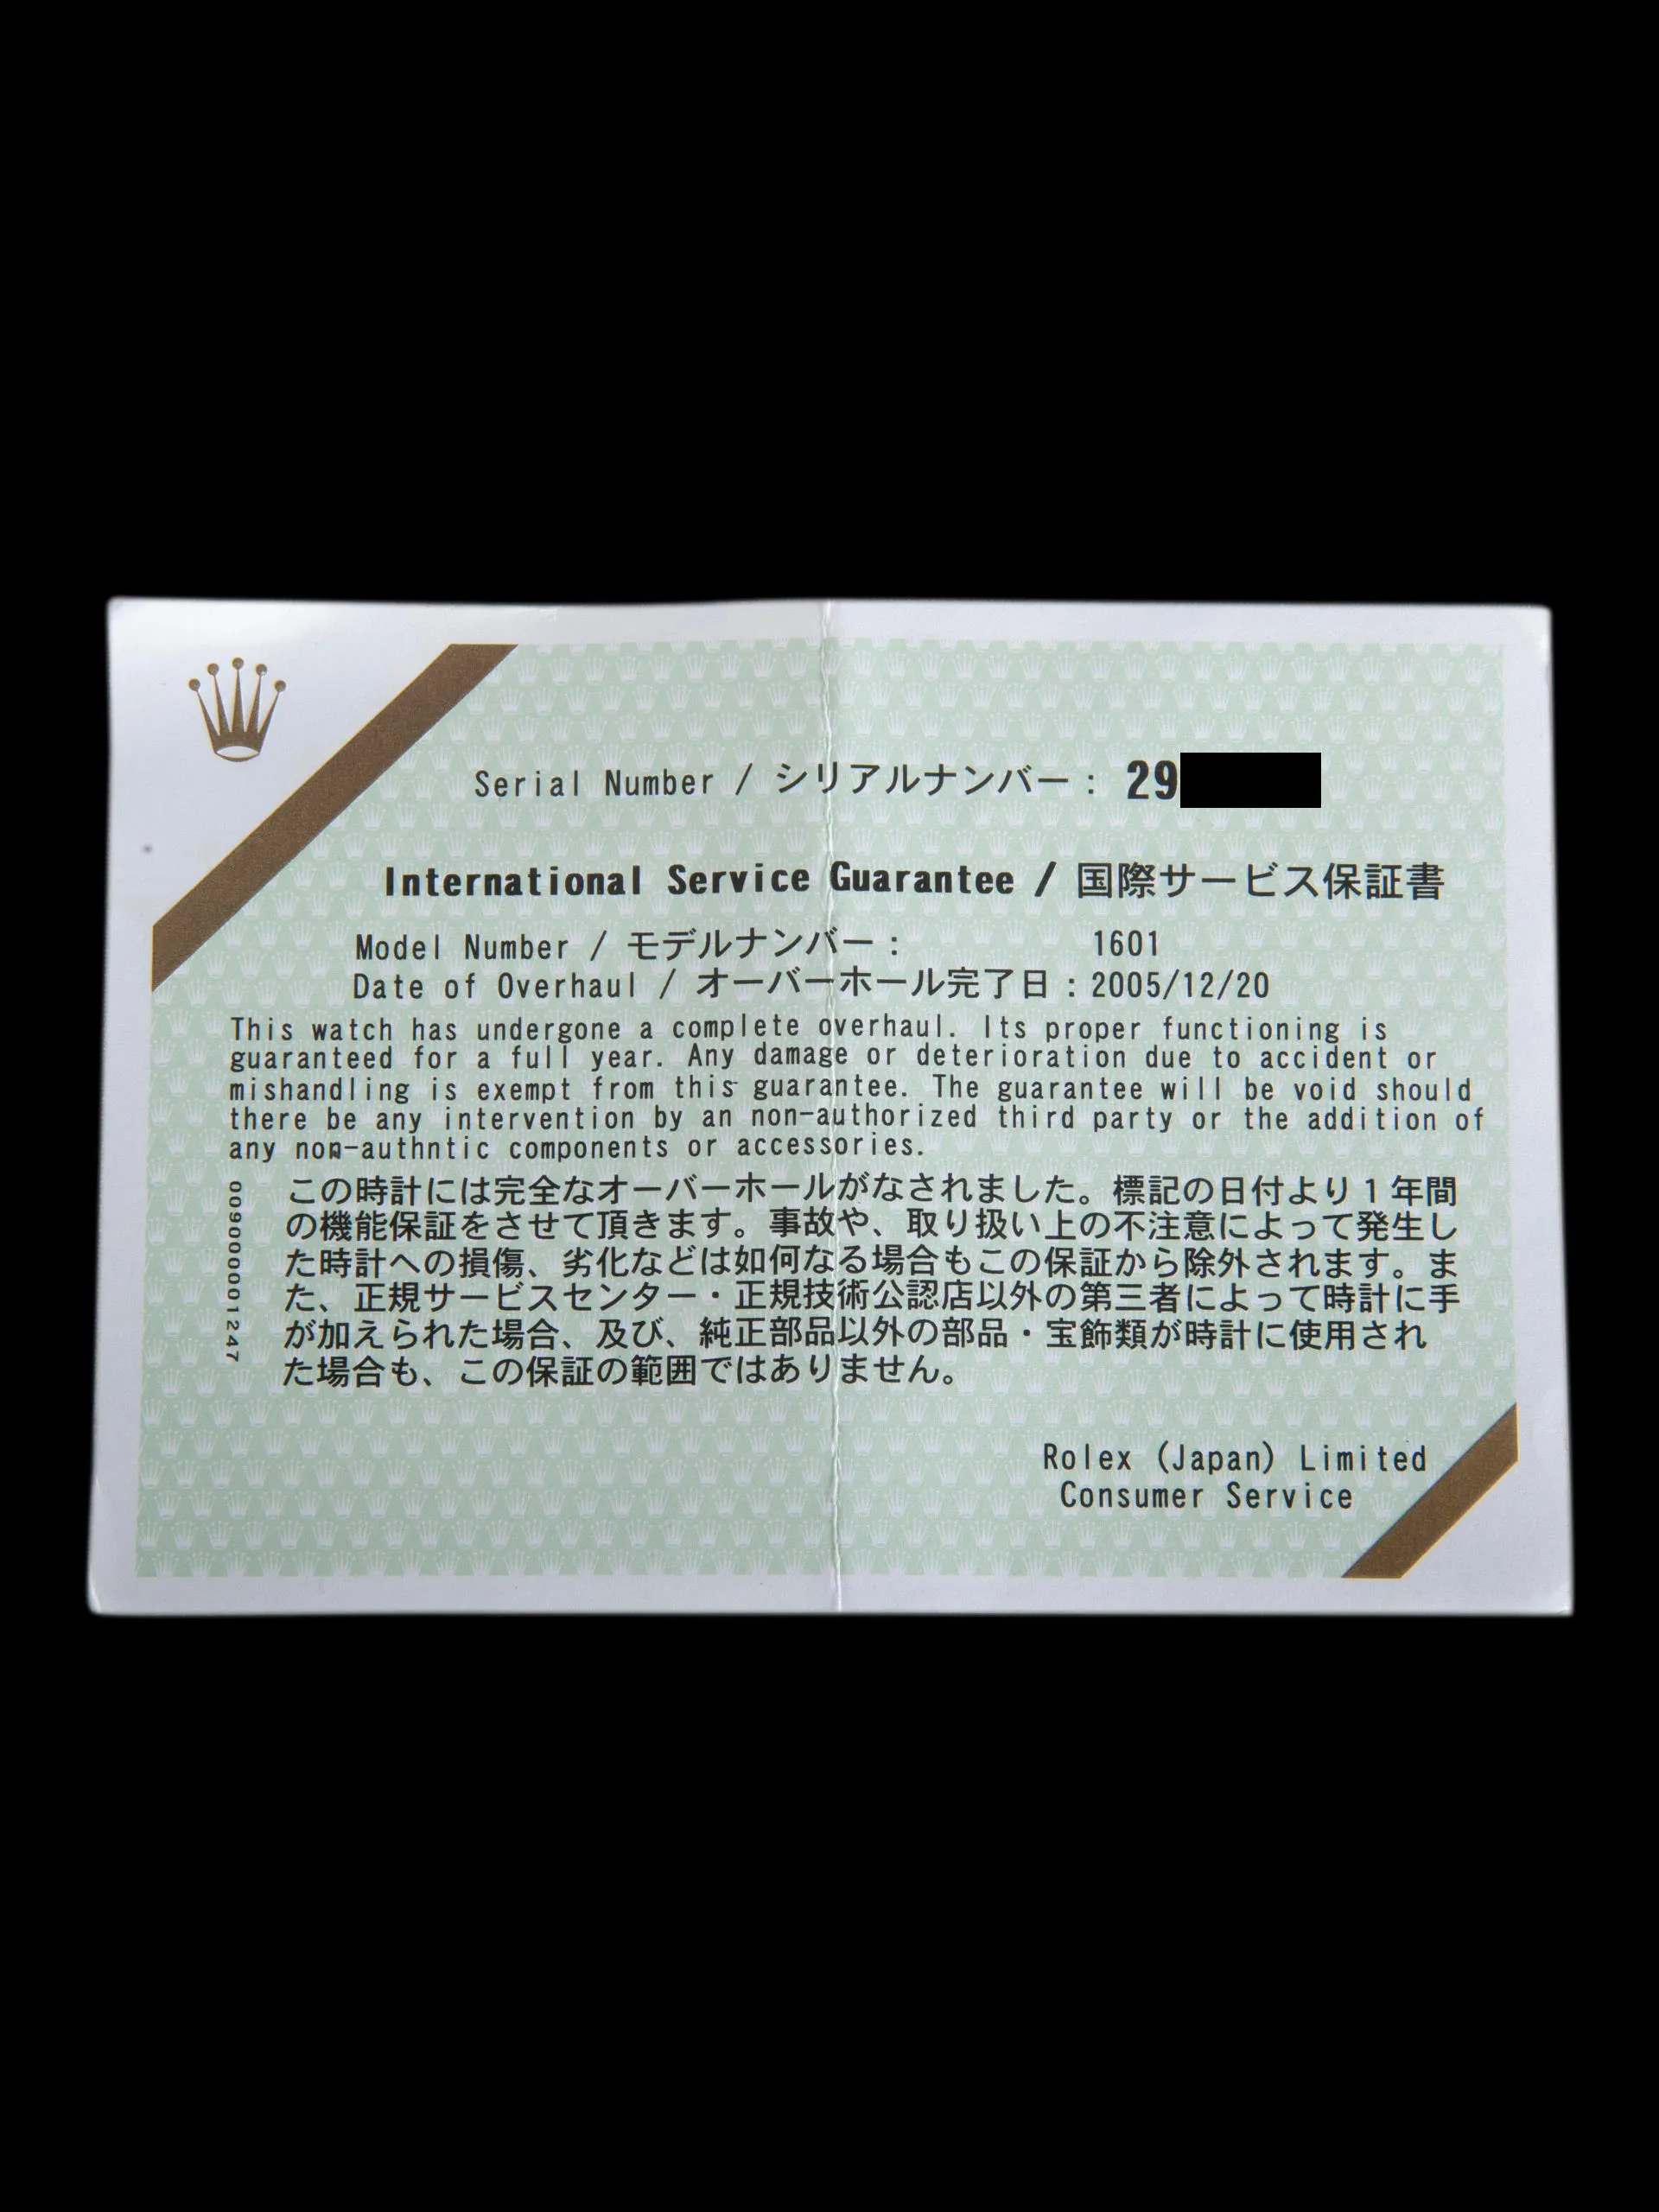 Serial Number / シリアルナンバー： 29
International Service Guarantee / 国際サービス保証書
Model Number / モデルナンバー： 1601
Date of Overhaul / オーバーホール完了日：2005/12/20
This watch has undergone a complete overhaul. Its proper functioning is
guaranteed for a full year. Any damage or deterioration due to accident or
mishandling is exempt from this guarantee. The guarantee will be void should
there be any intervention by an non-authorized third party or the addition of
any non-authntic components or accessories.
この時計には完全なオーバーホールがなされました。標記の日付より１年間
の機能保証をさせて頂きます。事故や、取り扱い上の不注意によって発生し
た時計への損傷、劣化などは如何なる場合もこの保証から除外されます。ま
た、正規サービスセンター・正規技術公認店以外の第三者によって時計に手
が加えられた場合、及び、純正部品以外の部品・宝飾類が時計に使用され
た場合も、この保証の範囲ではありません。
0090000001247
Rolex (Japan) Limited
Consumer Service